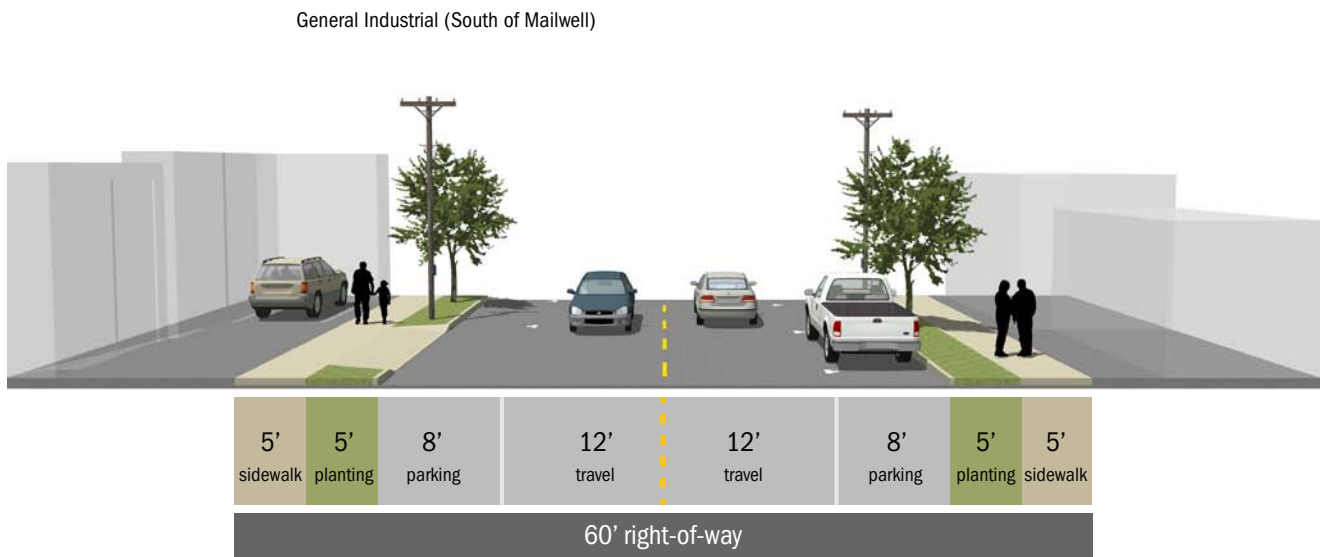 General Industrial (South of Mailwell)
5’ 5’ 8’ 12’ 12’ 8’ 5’ 5’
sidewalk planting parking travel travel parking planting sidewalk
60’ right-of-way